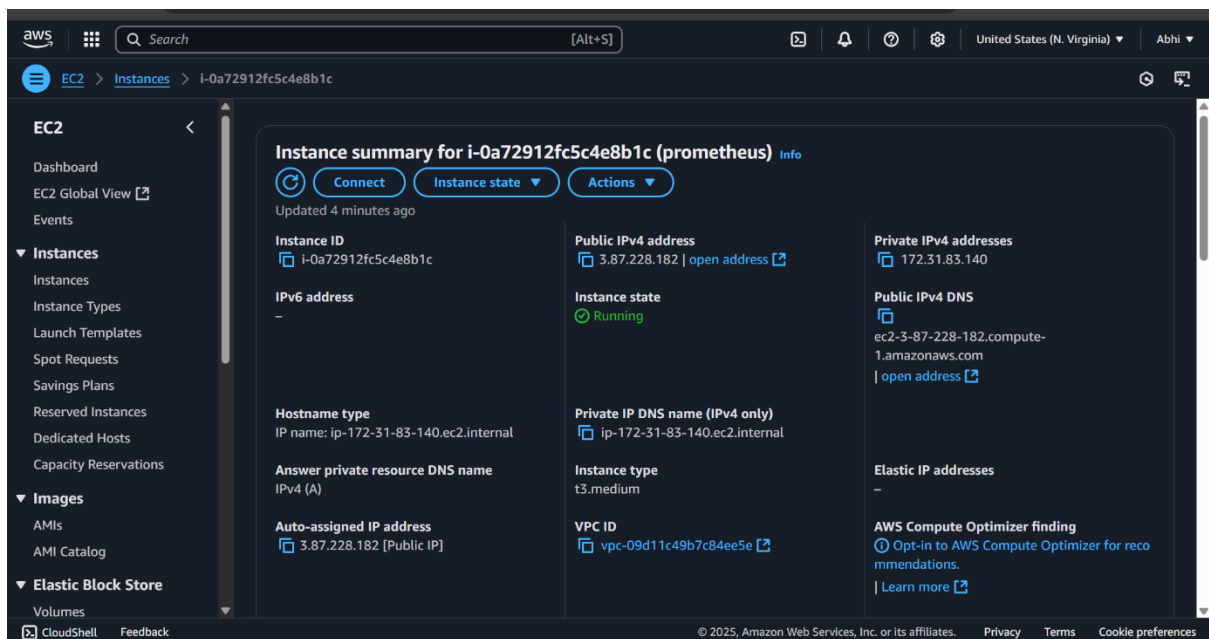 aws
Search
[Alt+S]
United States (N. Virginia)
Abhi
EC2 > Instances > i-0a72912fc5c4e8b1c
EC2
Dashboard
EC2 Global View
Events
Instances
Instances
Instance Types
Launch Templates
Spot Requests
Savings Plans
Reserved Instances
Dedicated Hosts
Capacity Reservations
Images
AMIs
AMI Catalog
Elastic Block Store
Volumes
Instance summary for i-0a72912fc5c4e8b1c (prometheus) Info
Connect
Instance state
Actions
Updated 4 minutes ago
Instance ID
i-0a72912fc5c4e8b1c
Public IPv4 address
3.87.228.182 | open address
Private IPv4 addresses
172.31.83.140
IPv6 address
–
Instance state
Running
Public IPv4 DNS
ec2-3-87-228-182.compute-
1.amazonaws.com
| open address
Hostname type
IP name: ip-172-31-83-140.ec2.internal
Private IP DNS name (IPv4 only)
ip-172-31-83-140.ec2.internal
Answer private resource DNS name
IPv4 (A)
Instance type
t3.medium
Elastic IP addresses
–
Auto-assigned IP address
3.87.228.182 [Public IP]
VPC ID
vpc-09d11c49b7c84ee5e
AWS Compute Optimizer finding
Opt-in to AWS Compute Optimizer for reco
mmendations.
| Learn more
CloudShell
Feedback
© 2025, Amazon Web Services, Inc. or its affiliates.
Privacy
Terms
Cookie preferences